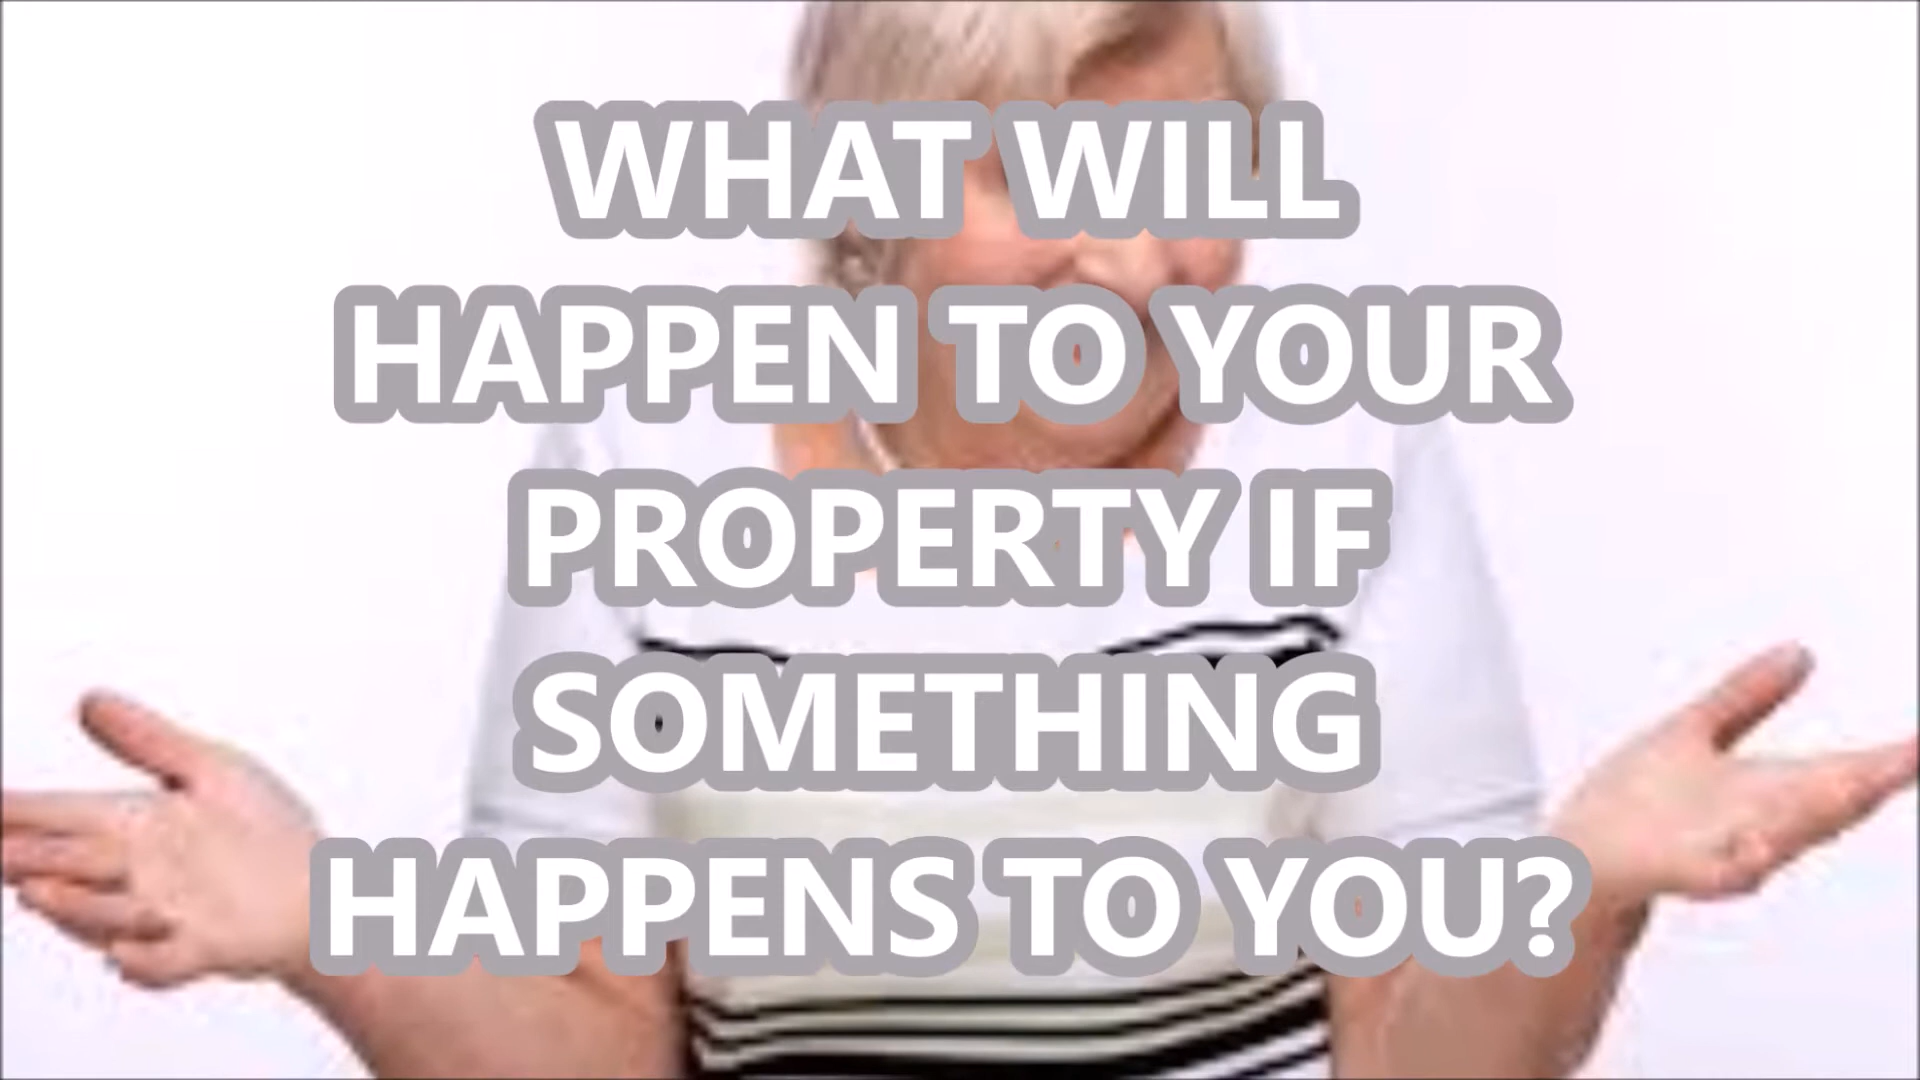 WHAT WILL
HAPPEN TO YOUR
PROPERTY IF
SOMETHING
HAPPENS TO YOU?